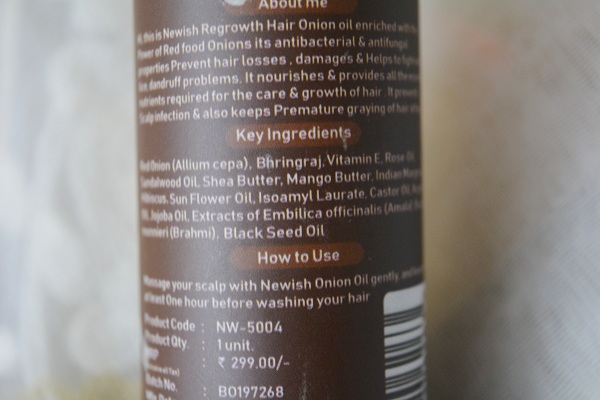 About me
Hi, this is Newish Regrowth Hair Onion oil enriched with
Power of Red food Onions its antibacterial & antifungal
properties Prevent hair losses , damages & Helps to fight
dandruff problems. It nourishes & provides all the
nutrients required for the care & growth of hair. It prevents
Scalp infection & also keeps Premature graying of hair
Key Ingredients
Red Onion (Allium cepa), Bhringraj, Vitamin E, Rose Oil,
Sandalwood Oil, Shea Butter, Mango Butter, Indian
Hibiscus, Sun Flower Oil, Isoamyl Laurate, Castor Oil,
Oil, Jojoba Oil, Extracts of Embilica officinalis (Amala)
monnieri (Brahmi), Black Seed Oil
How to Use
Massage your scalp with Newish Onion Oil gently, and
at least One hour before washing your hair
Product Code : NW-5004
Product Qty. : 1 unit.
MRP : ₹ 299.00/-
Batch No. : BO197268